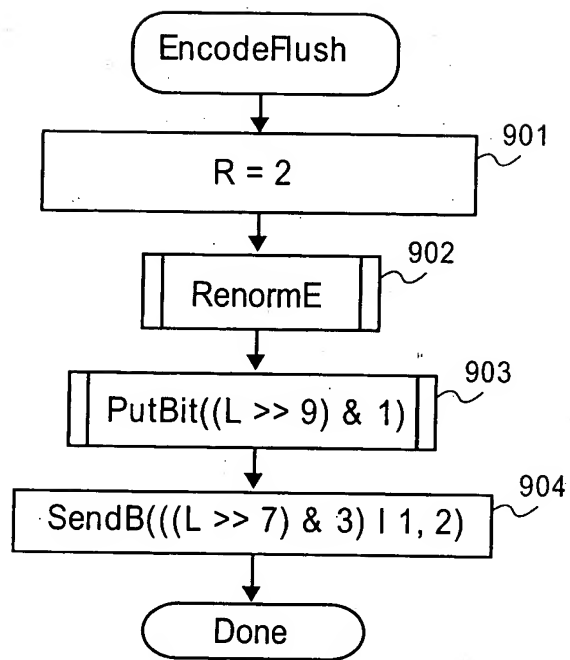 EncodeFlush
901
R = 2
902
RenormE
903
PutBit((L >> 9) & 1)
904
SendB(((L >> 7) & 3) | 1, 2)
Done